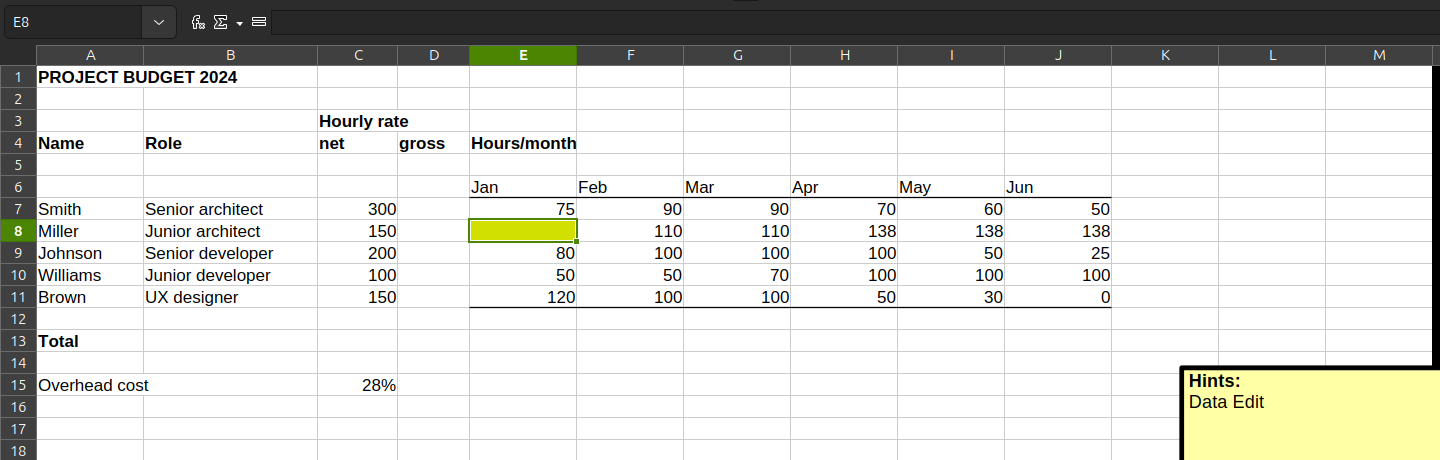 E8
A B C D E F G H I J K L M
1 PROJECT BUDGET 2024
2
3 Hourly rate
4 Name Role net gross Hours/month
5
6 Jan Feb Mar Apr May Jun
7 Smith Senior architect 300 75 90 90 70 60 50
8 Miller Junior architect 150 110 110 138 138 138
9 Johnson Senior developer 200 80 100 100 100 50 25
10 Williams Junior developer 100 50 50 70 100 100 100
11 Brown UX designer 150 120 100 100 50 30 0
12
13 Total
14
15 Overhead cost 28%
16
17
18
Hints:
Data Edit